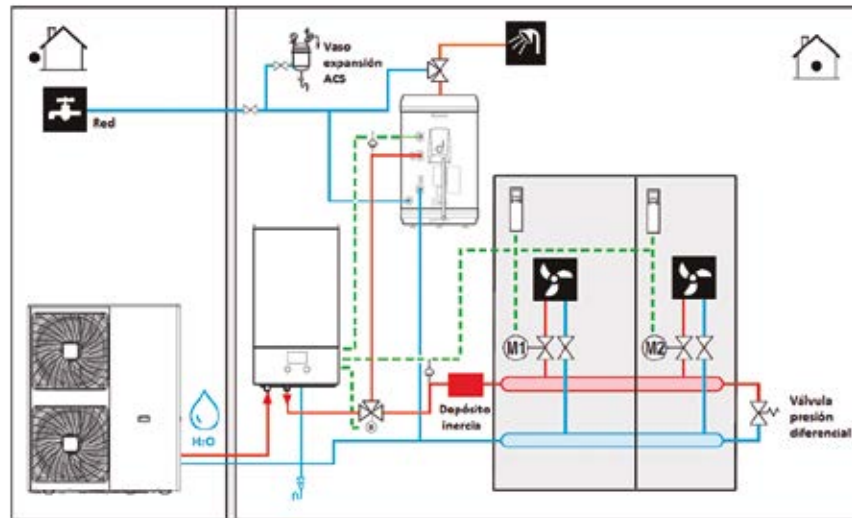 Vaso
expansión
ACS
Red
M1
M2
H₂O
Depósito
inercia
Válvula
presión
diferencial